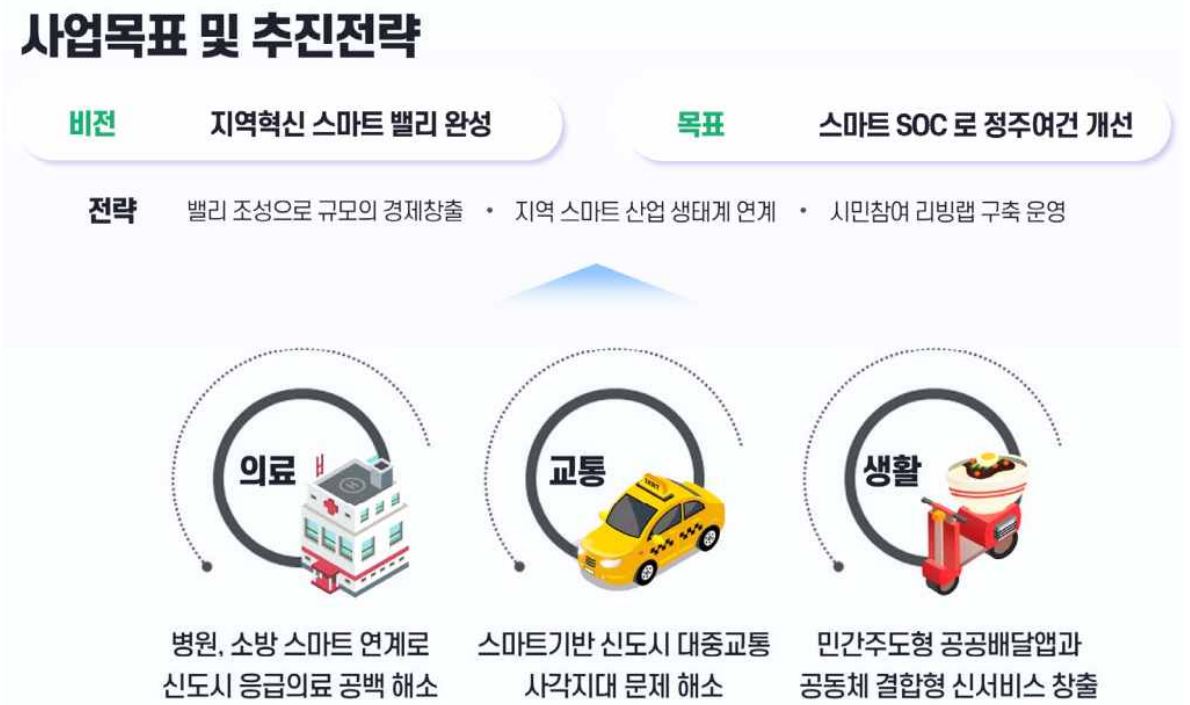 사업목표 및 추진전략
비전 지역혁신 스마트 밸리 완성
목표 스마트 SOC 로 정주여건 개선
전략 밸리 조성으로 규모의 경제창출 • 지역 스마트 산업 생태계 연계 • 시민참여 리빙랩 구축 운영
의료
H
교통
TAXI
생활
병원, 소방 스마트 연계로
신도시 응급의료 공백 해소
스마트기반 신도시 대중교통
사각지대 문제 해소
민간주도형 공공배달앱과
공동체 결합형 신서비스 창출